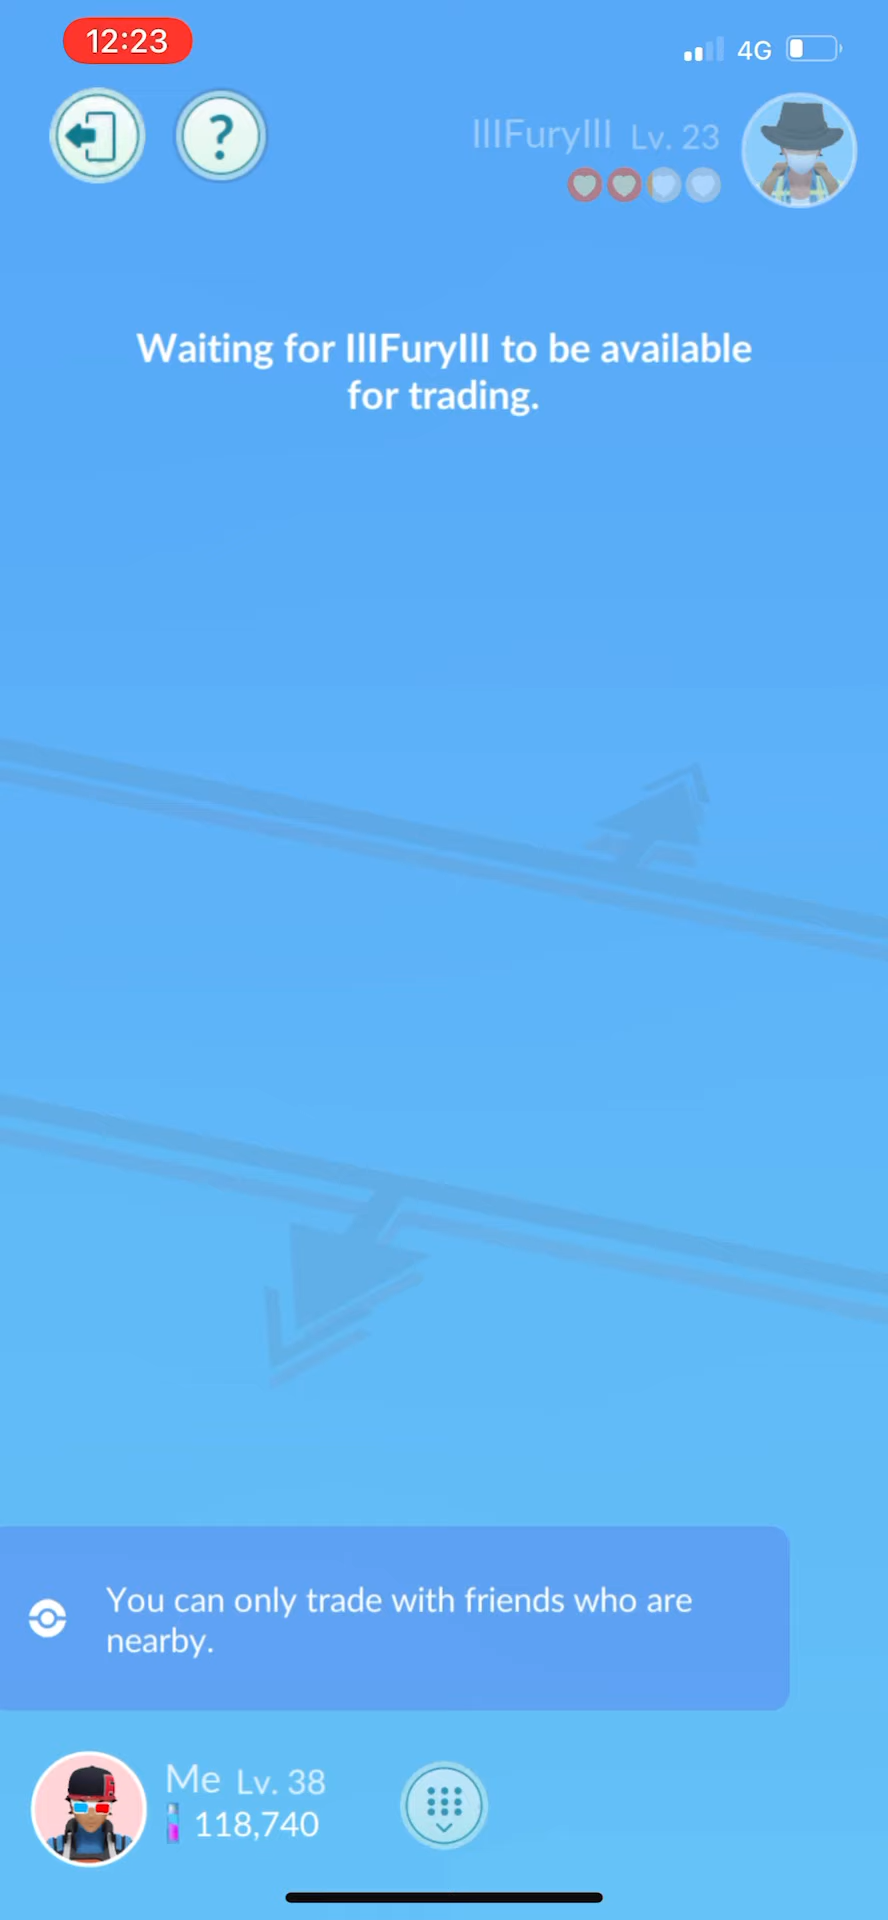 12:23
4G
?
IIIFuryIII Lv. 23
Waiting for IIIFuryIII to be available
for trading.
You can only trade with friends who are
nearby.
Me Lv. 38
118,740